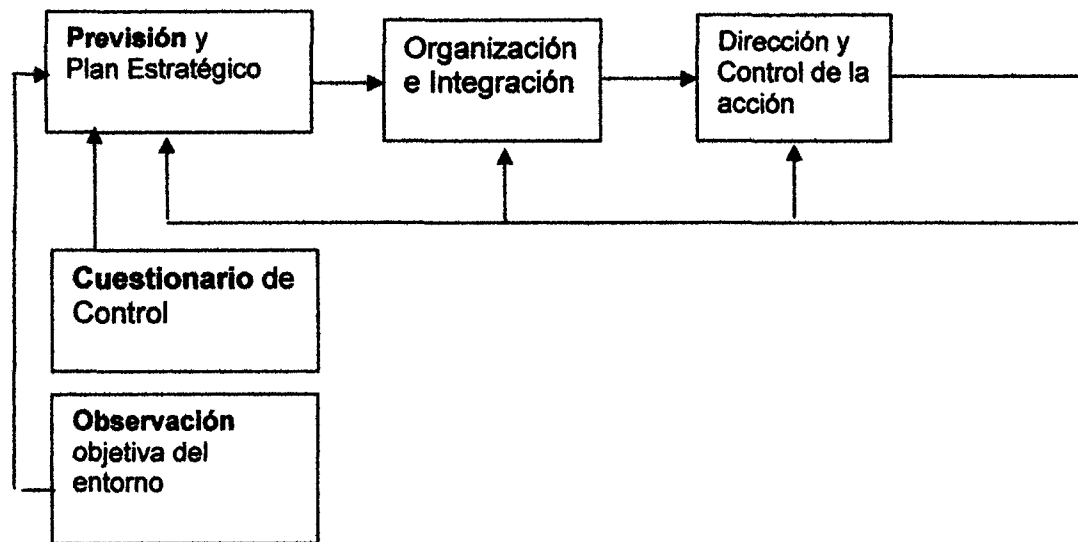 Previsión y
Plan Estratégico
Organización
e Integración
Dirección y
Control de la
acción
Cuestionario de
Control
Observación
objetiva del
entorno